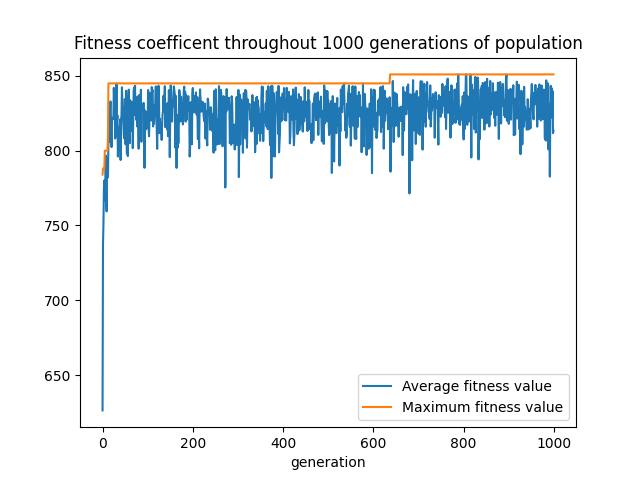 Fitness coefficent throughout 1000 generations of population
850
800
750
700
650
0
200
400
600
800
1000
generation
Average fitness value
Maximum fitness value